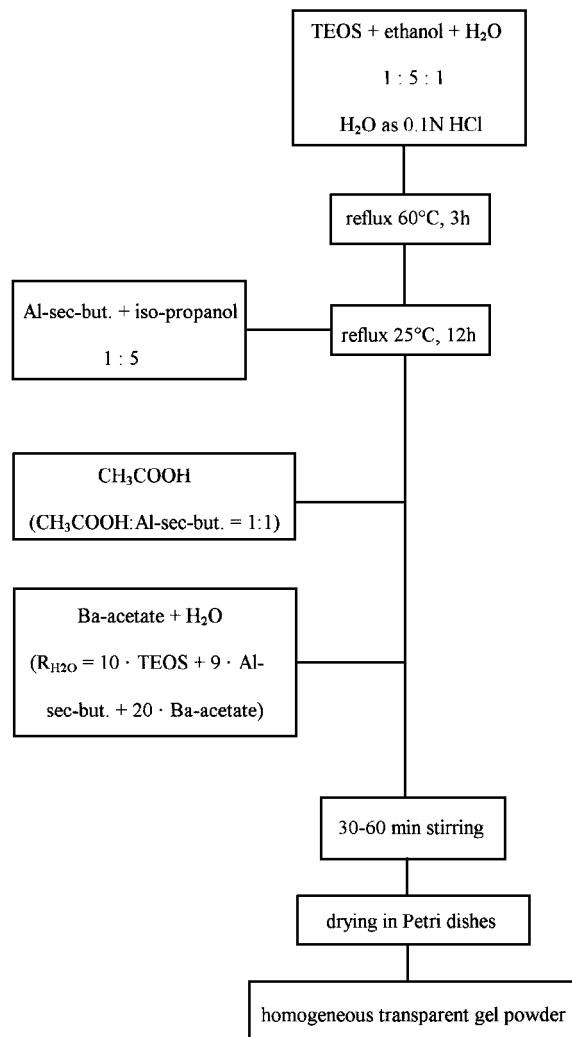 TEOS + ethanol + H₂O
1 : 5 : 1
H₂O as 0.1N HCl
reflux 60°C, 3h
Al-sec-but. + iso-propanol
1 : 5
reflux 25°C, 12h
CH₃COOH
(CH₃COOH:Al-sec-but. = 1:1)
Ba-acetate + H₂O
(R_H2O = 10 · TEOS + 9 · Al-
sec-but. + 20 · Ba-acetate)
30-60 min stirring
drying in Petri dishes
homogeneous transparent gel powder